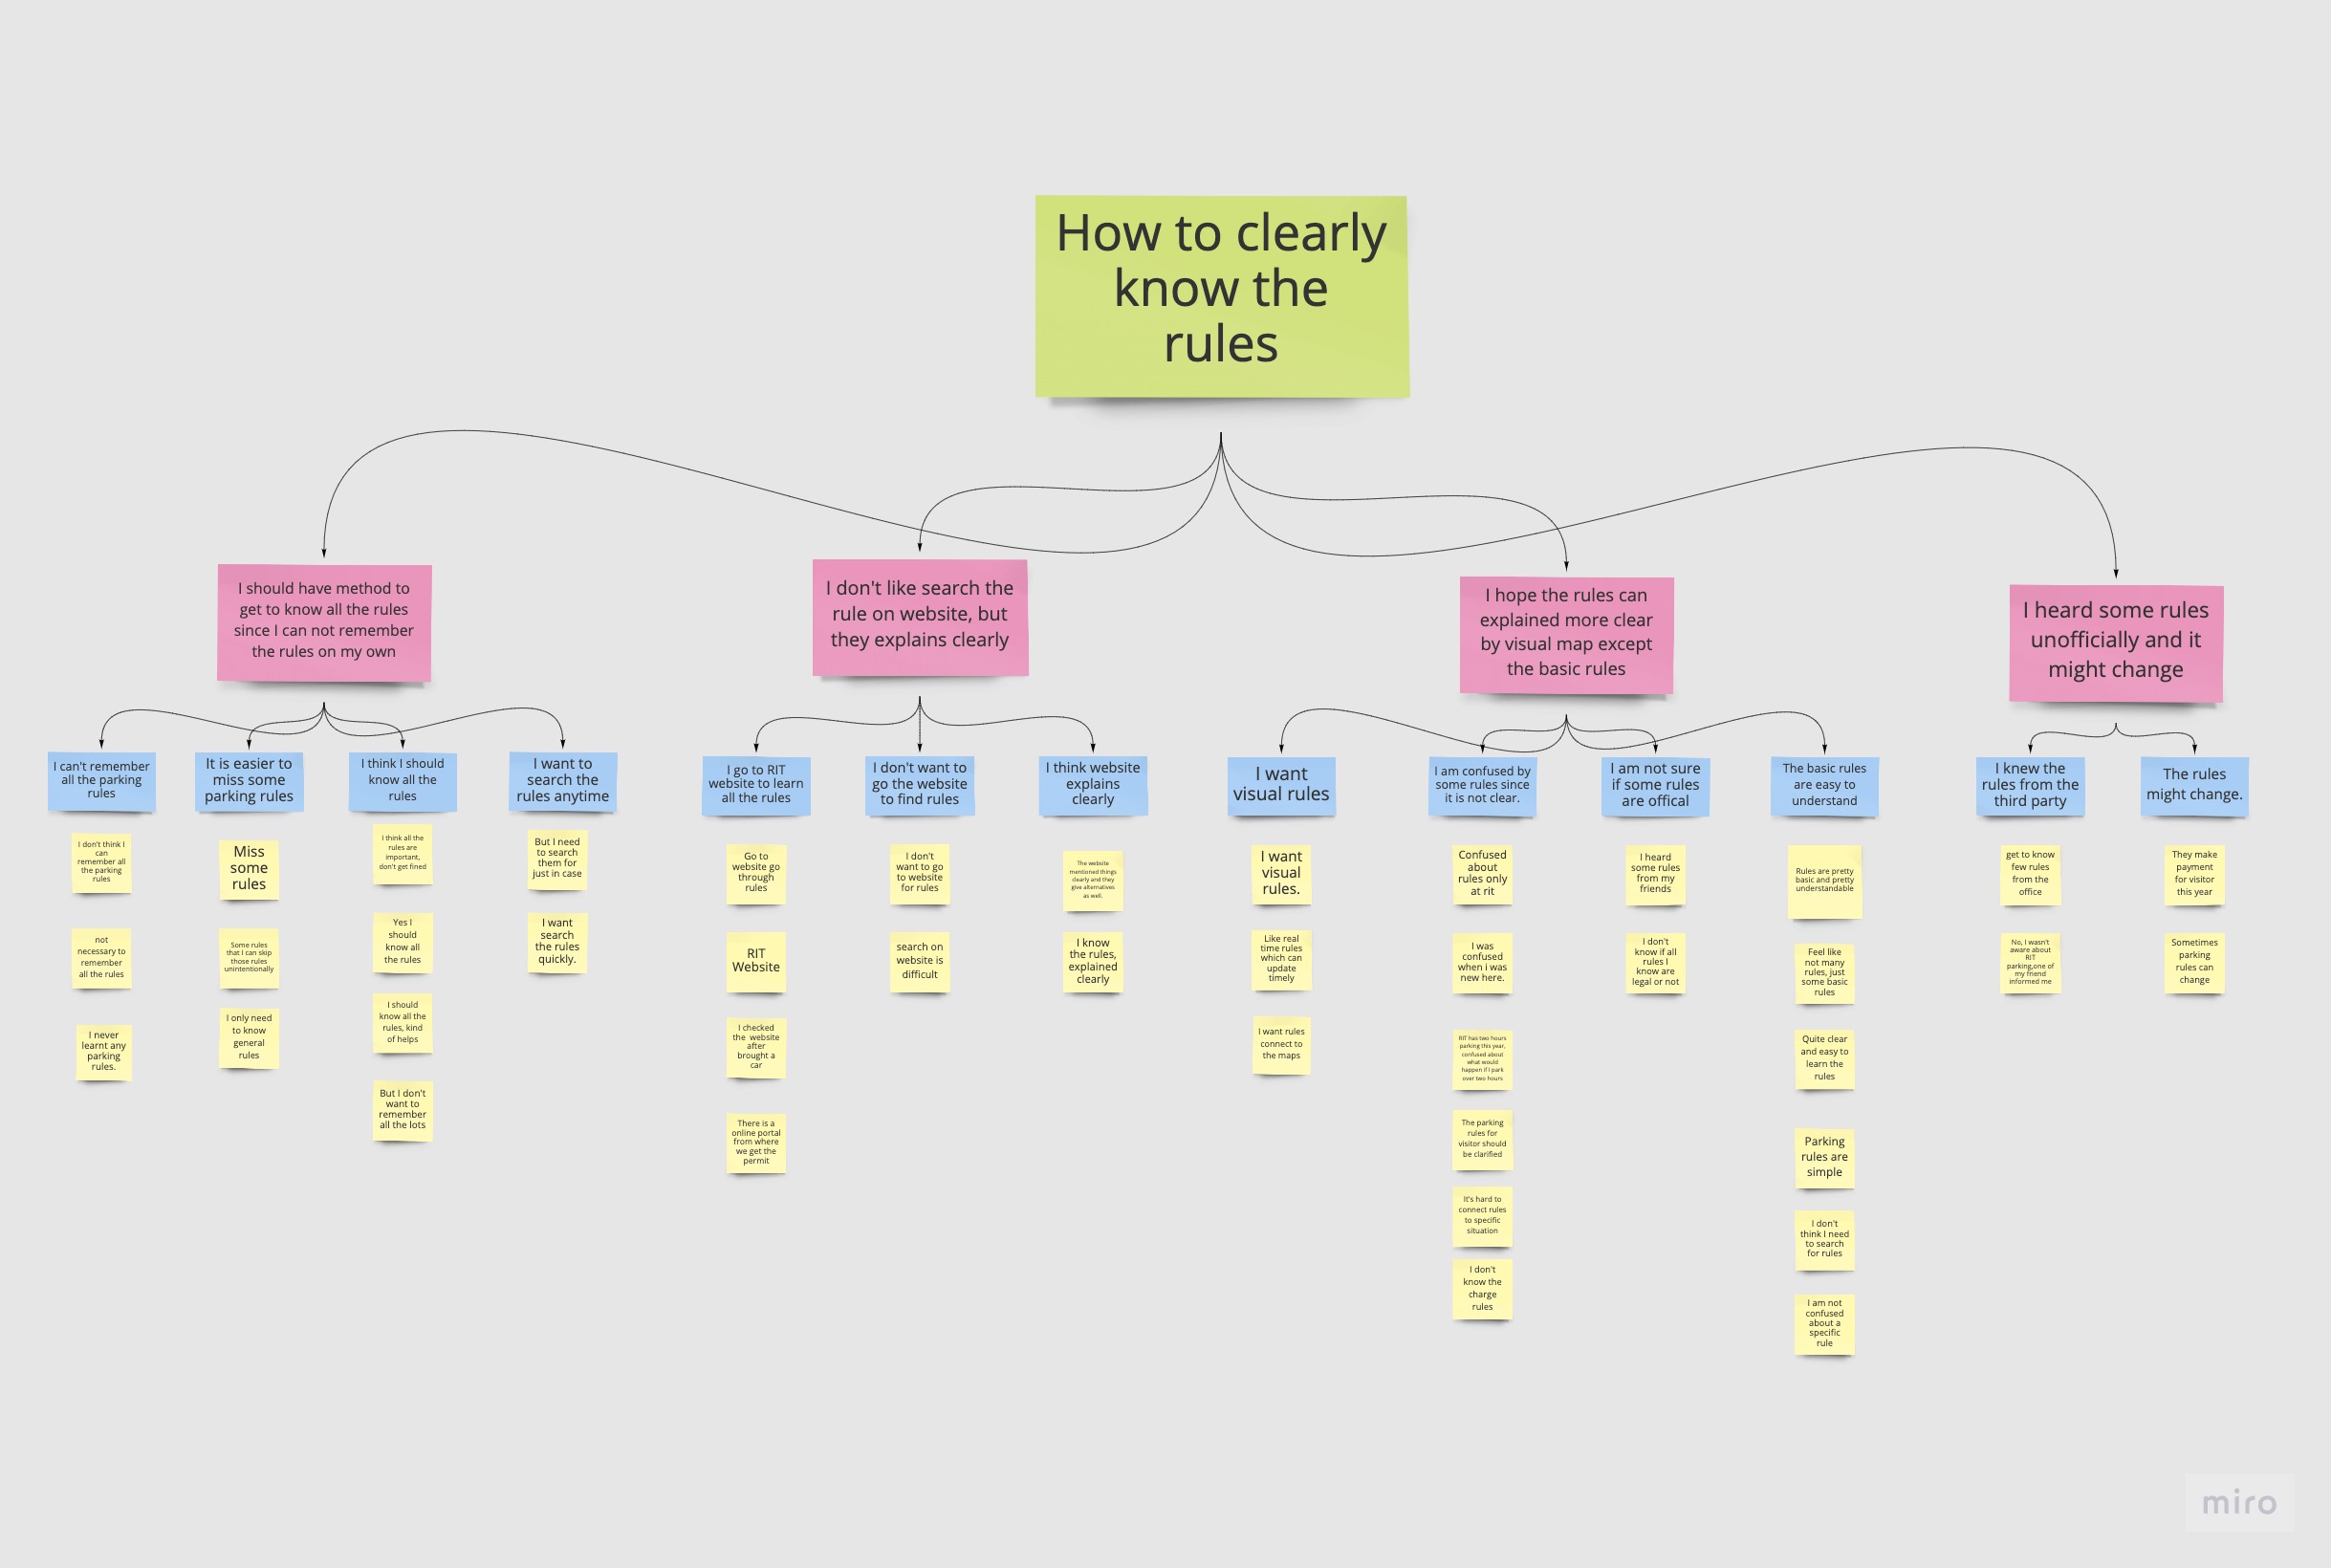 How to clearly
know the
rules
I should have method to
get to know all the rules
since I can not remember
the rules on my own
I don't like search the
rule on website, but
they explains clearly
I hope the rules can
explained more clear
by visual map except
the basic rules
I heard some rules
unofficially and it
might change
I can't remember
all the parking
rules
It is easier to
miss some
parking rules
I think I should
know all the
rules
I want to
search the
rules anytime
I go to RIT
website to learn
all the rules
I don't want to
go the website
to find rules
I think website
explains
clearly
I want
visual rules
I am confused by
some rules since
it is not clear.
I am not sure
if some rules
are offical
The basic rules
are easy to
understand
I knew the
rules from the
third party
The rules
might change.
I don't think I
can
remember all
the parking
rules
not
necessary to
remember
all the rules
I never
learnt any
parking
rules.
Miss
some
rules
Some rules
that I can skip
those rules
unintentionally
I only need
to know
general
rules
I think all the
rules are
important,
don't get fined
Yes I
should
know all
the rules
I should
know all the
rules, kind
of helps
But I don't
want to
remember
all the lots
But I need
to search
them for
just in case
I want
search
the rules
quickly.
Go to
website go
through
rules
RIT
Website
I checked
the website
after
brought a
car
There is a
online portal
from where
we get the
permit
I don't
want to go
to website
for rules
search on
website is
difficult
The website
mentioned things
clearly and they
give alternatives
as well.
I know
the rules,
explained
clearly
I want
visual
rules.
Like real
time rules
which can
update
timely
I want rules
connect to
the maps
Confused
about
rules only
at rit
I was
confused
when i was
new here.
RIT has two hours
parking this year,
confused about
what would
happen if I park
over two hours
The parking
rules for
visitor should
be clarified
It's hard to
connect rules
to specific
situation
I don't
know the
charge
rules
I heard
some rules
from my
friends
I don't
know if all
rules I
know are
legal or not
Rules are pretty
basic and pretty
understandable
Feel like
not many
rules, just
some basic
rules
Quite clear
and easy to
learn the
rules
Parking
rules are
simple
I don't
think I need
to search
for rules
I am not
confused
about a
specific
rule
get to know
few rules
from the
office
No, I wasn't
aware about
RIT
parking,one of
my friend
informed me
They make
payment
for visitor
this year
Sometimes
parking
rules can
change
miro